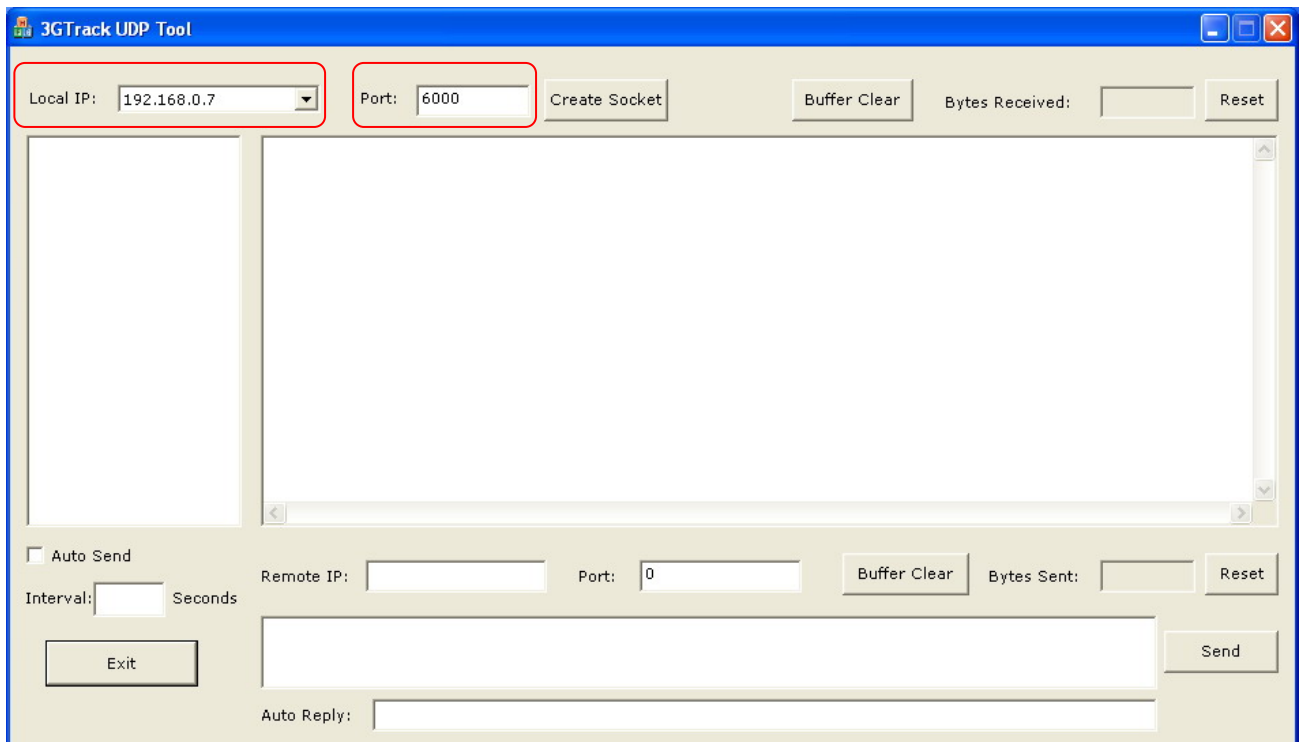 3GTrack UDP Tool
Local IP: 192.168.0.7 Port: 6000 Create Socket Buffer Clear Bytes Received: Reset
Auto Send
Remote IP: Port: 0 Buffer Clear Bytes Sent: Reset
Interval: Seconds
Exit
Send
Auto Reply: